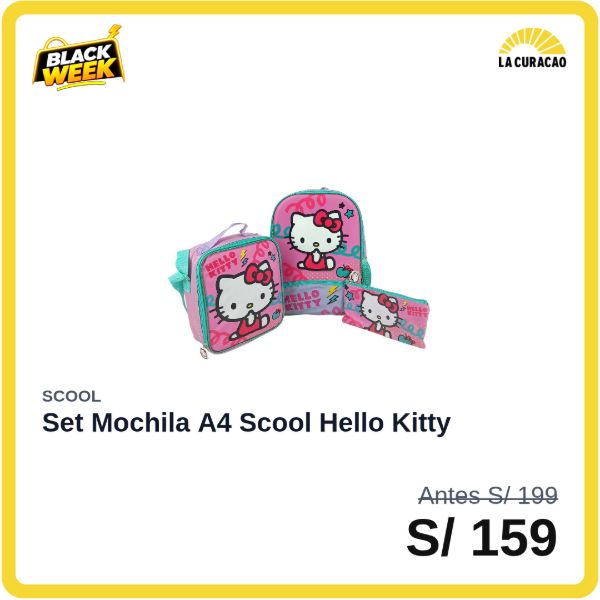 BLACK
WEEK
LA CURACAO
HELLO
KITTY
HELLO
KITTY
SCOOL
Set Mochila A4 Scool Hello Kitty
Antes S/ 199
S/ 159